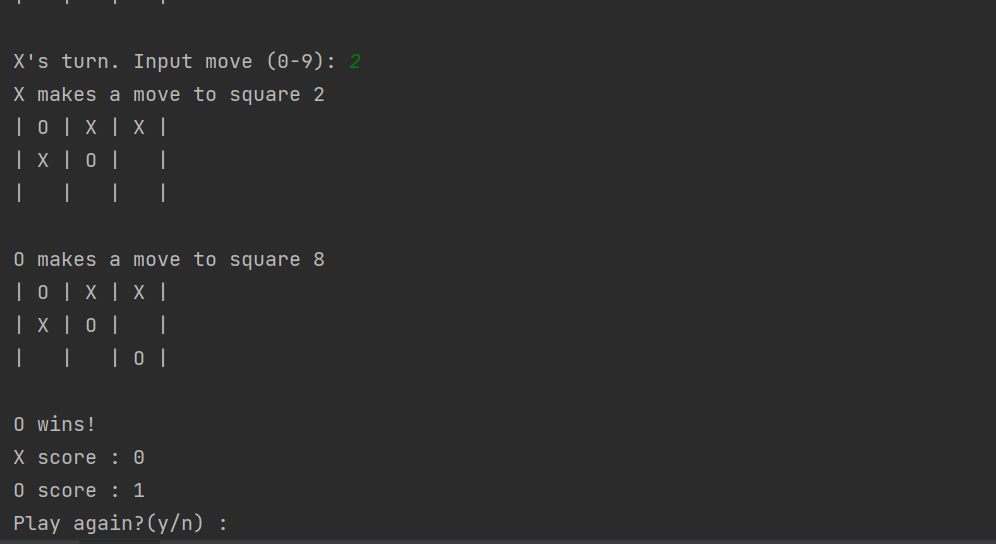 |   |   |   |
X's turn. Input move (0-9): 2
X makes a move to square 2
| O | X | X |
| X | O |   |
|   |   |   |
O makes a move to square 8
| O | X | X |
| X | O |   |
|   |   | O |
O wins!
X score : 0
O score : 1
Play again?(y/n) :